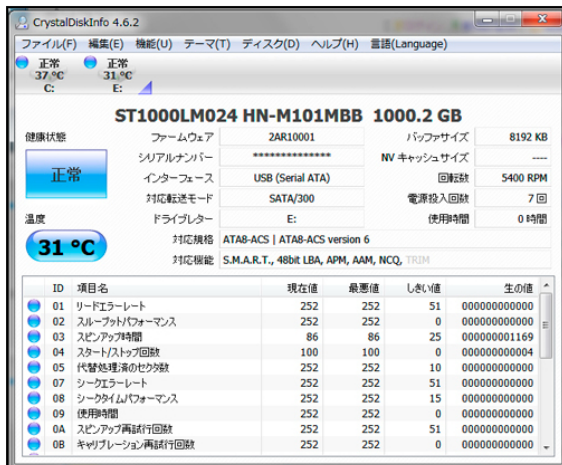 CrystalDiskInfo 4.6.2
ファイル(F) 編集(E) 機能(U) テーマ(T) ディスク(D) ヘルプ(H) 言語(Language)
正常 正常
37 °C 31 °C
C: E:
ST1000LM024 HN-M101MBB 1000.2 GB
健康状態 ファームウェア 2AR10001 バッファサイズ 8192 KB
正常 シリアルナンバー ************** NV キャッシュサイズ ----
インターフェース USB (Serial ATA) 回転数 5400 RPM
対応転送モード SATA/300 電源投入回数 7 回
温度 ドライブレター E: 使用時間 0 時間
31 °C 対応規格 ATA8-ACS | ATA8-ACS version 6
対応機能 S.M.A.R.T., 48bit LBA, APM, AAM, NCQ, TRIM
ID 項目名 現在値 最悪値 しきい値 生の値
01 リードエラーレート 252 252 51 000000000000
02 スループットパフォーマンス 252 252 0 000000000000
03 スピンアップ時間 86 86 25 000000001169
04 スタート/ストップ回数 100 100 0 000000000004
05 代替処理済のセクタ数 252 252 10 000000000000
07 シークエラーレート 252 252 51 000000000000
08 シークタイムパフォーマンス 252 252 15 000000000000
09 使用時間 252 252 0 000000000000
0A スピンアップ再試行回数 252 252 51 000000000000
0B キャリブレーション再試行回数 252 252 0 000000000000